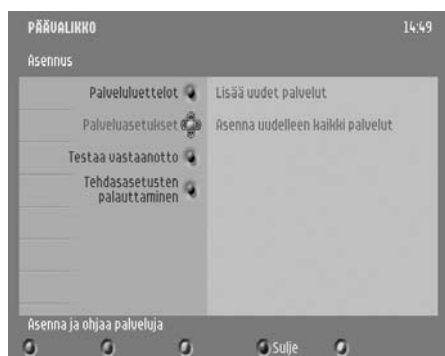 PÄÄVALIKKO 14:49
Asennus
Palveluluettelot Lisää uudet palvelut
Palveluasetukset Asenna uudelleen kaikki palvelut
Testaa vastaanotto
Tehdasasetusten
palauttaminen
Asenna ja ohjaa palveluja
Sulje